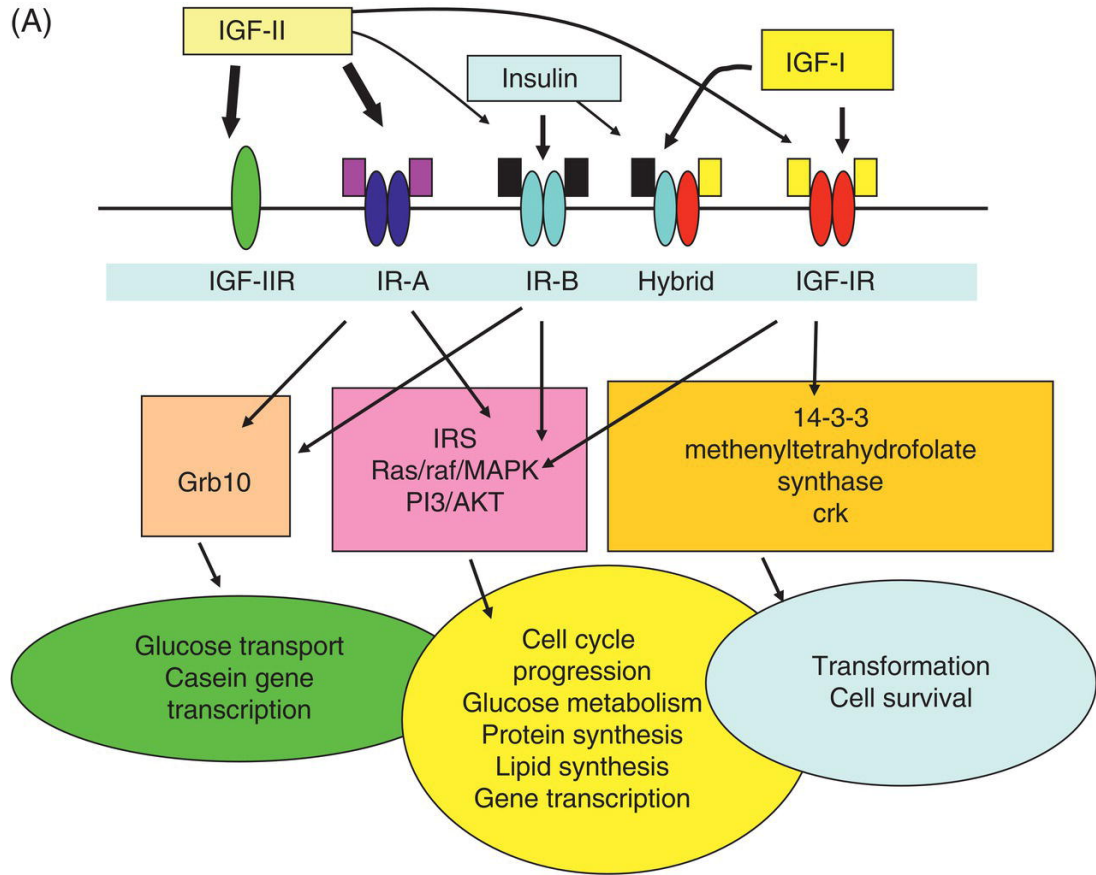 (A)
IGF-II
Insulin
IGF-I
IGF-IIR
IR-A
IR-B
Hybrid
IGF-IR
Grb10
IRS
Ras/raf/MAPK
PI3/AKT
14-3-3
methenyltetrahydrofolate
synthase
crk
Glucose transport
Casein gene
transcription
Cell cycle
progression
Glucose metabolism
Protein synthesis
Lipid synthesis
Gene transcription
Transformation
Cell survival